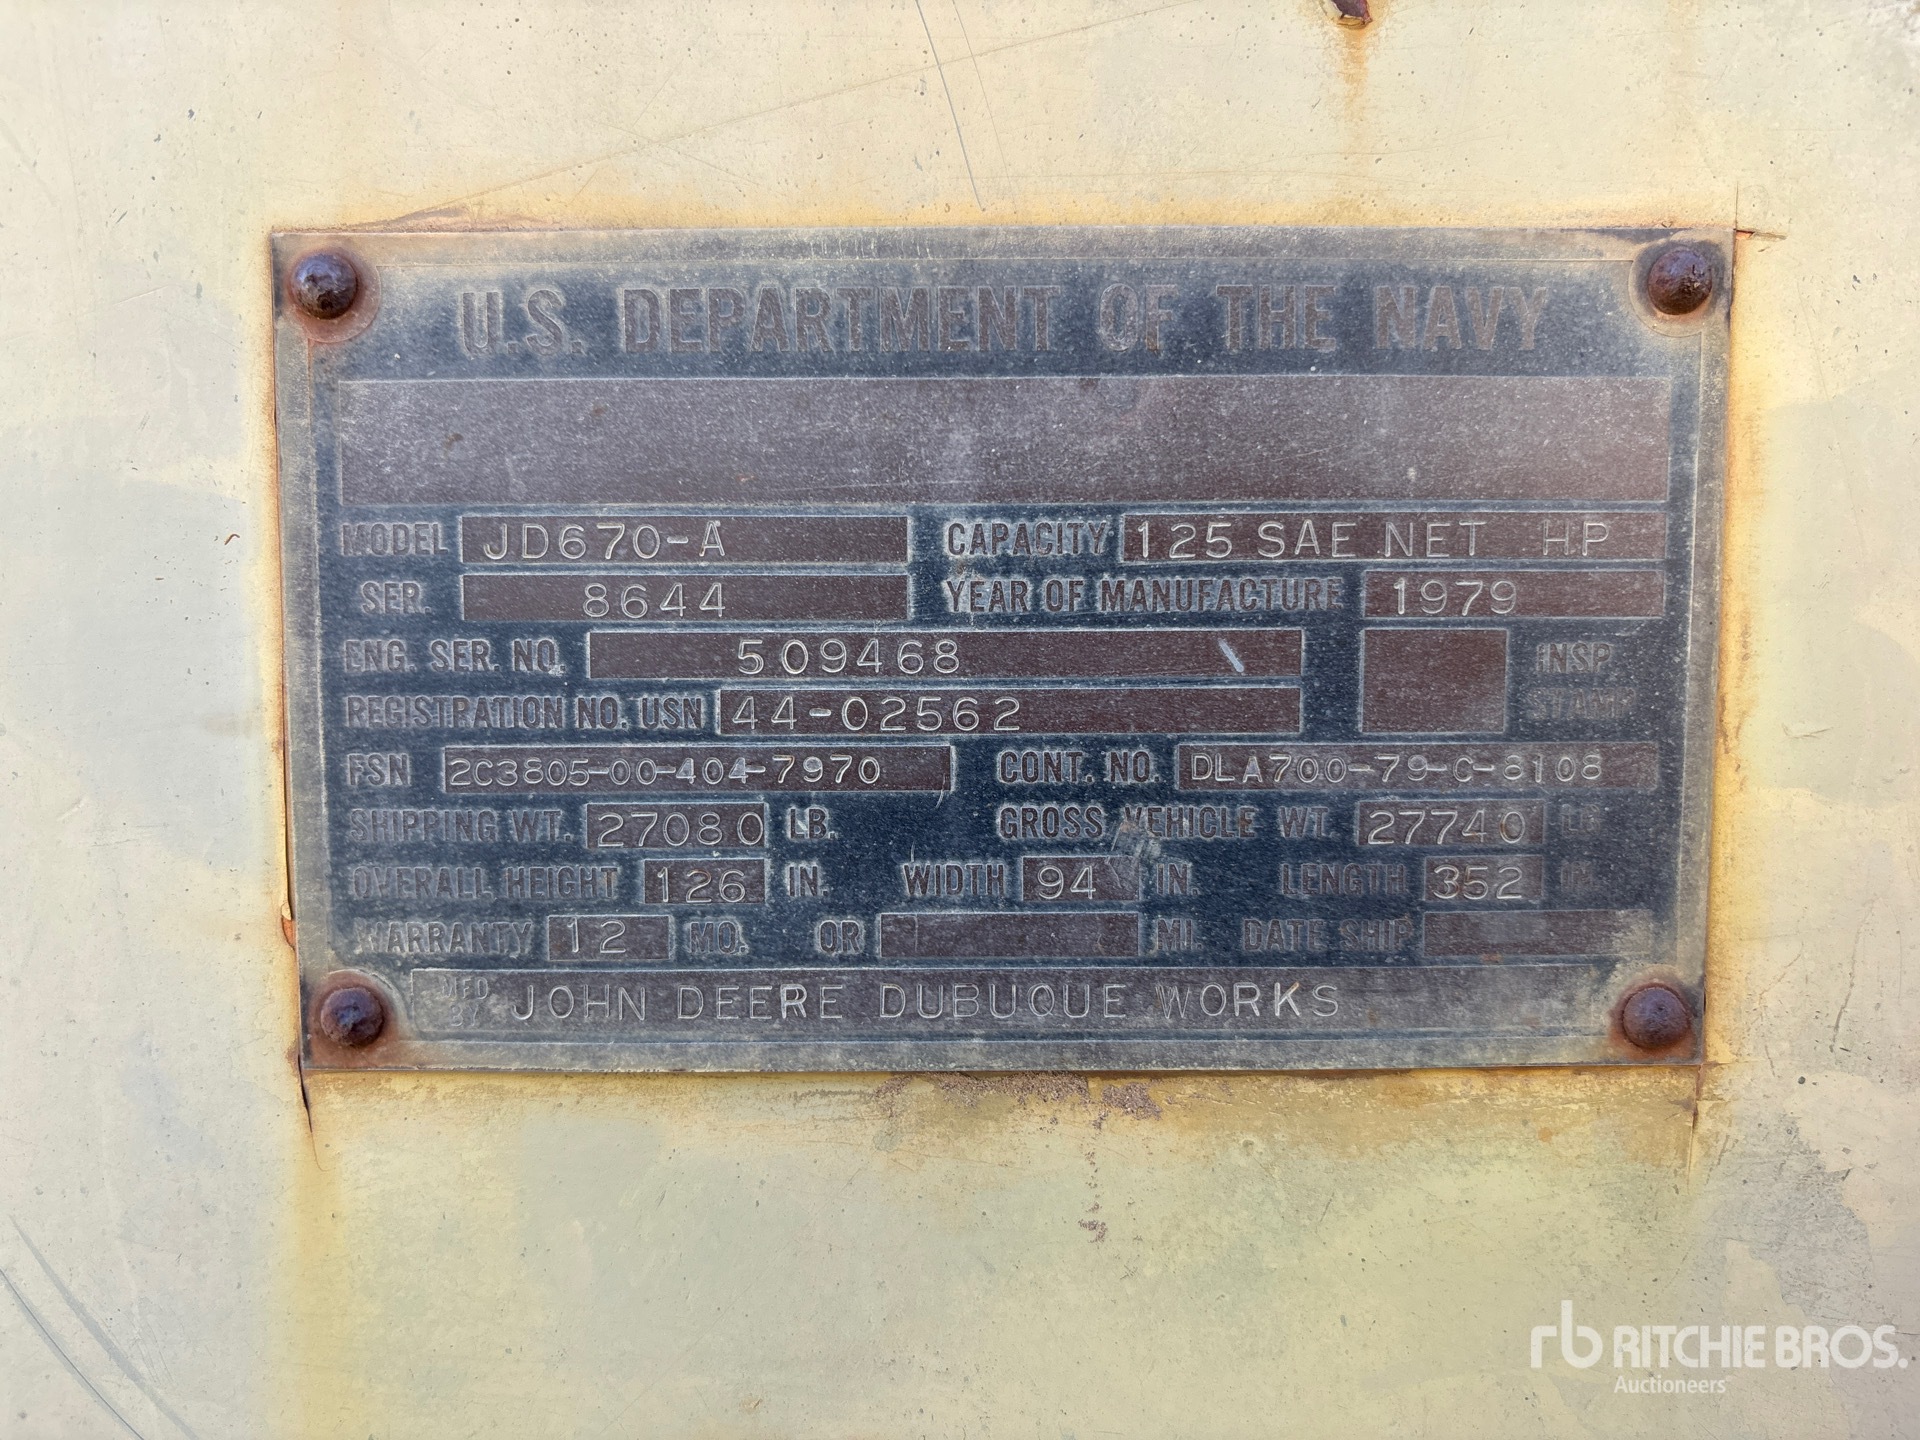 U.S. DEPARTMENT OF THE NAVY
MODEL JD670-A CAPACITY 125 SAE NET HP
SER. 8644 YEAR OF MANUFACTURE 1979
ENG. SER. NO. 509468 INSP.
REGISTRATION NO. USN 44-02562 STAMP
FSN 2C3805-00-404-7970 CONT. NO. DLA700-79-C-8108
SHIPPING WT. 27080 LB. GROSS VEHICLE WT. 27740 LB
OVERALL HEIGHT 126 IN. WIDTH 94 IN. LENGTH 352 IN.
WARRANTY 12 MO. OR MI. DATE SHIP
MFD BY JOHN DEERE DUBUQUE WORKS
rb RITCHIE BROS.
Auctioneers